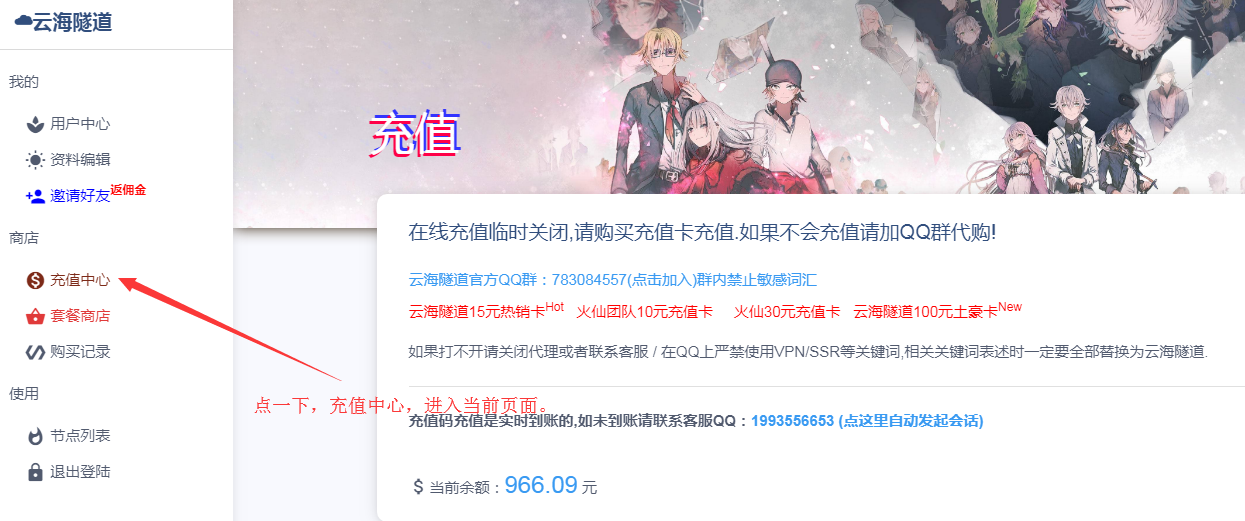 云海隧道
我的
用户中心
资料编辑
邀请好友返佣金
商店
充值中心
套餐商店
购买记录
使用
节点列表
退出登陆
充值
在线充值临时关闭,请购买充值卡充值.如果不会充值请加QQ群代购!
云海隧道官方QQ群：783084557(点击加入)群内禁止敏感词汇
云海隧道15元热销卡Hot 火仙团队10元充值卡 火仙30元充值卡 云海隧道100元土豪卡New
如果打不开请关闭代理或者联系客服 / 在QQ上严禁使用VPN/SSR等关键词,相关关键词表述时一定要全部替换为云海隧道.
点一下，充值中心，进入当前页面。
充值码充值是实时到账的,如未到账请联系客服QQ：1993556653 (点这里自动发起会话)
$ 当前余额：966.09 元